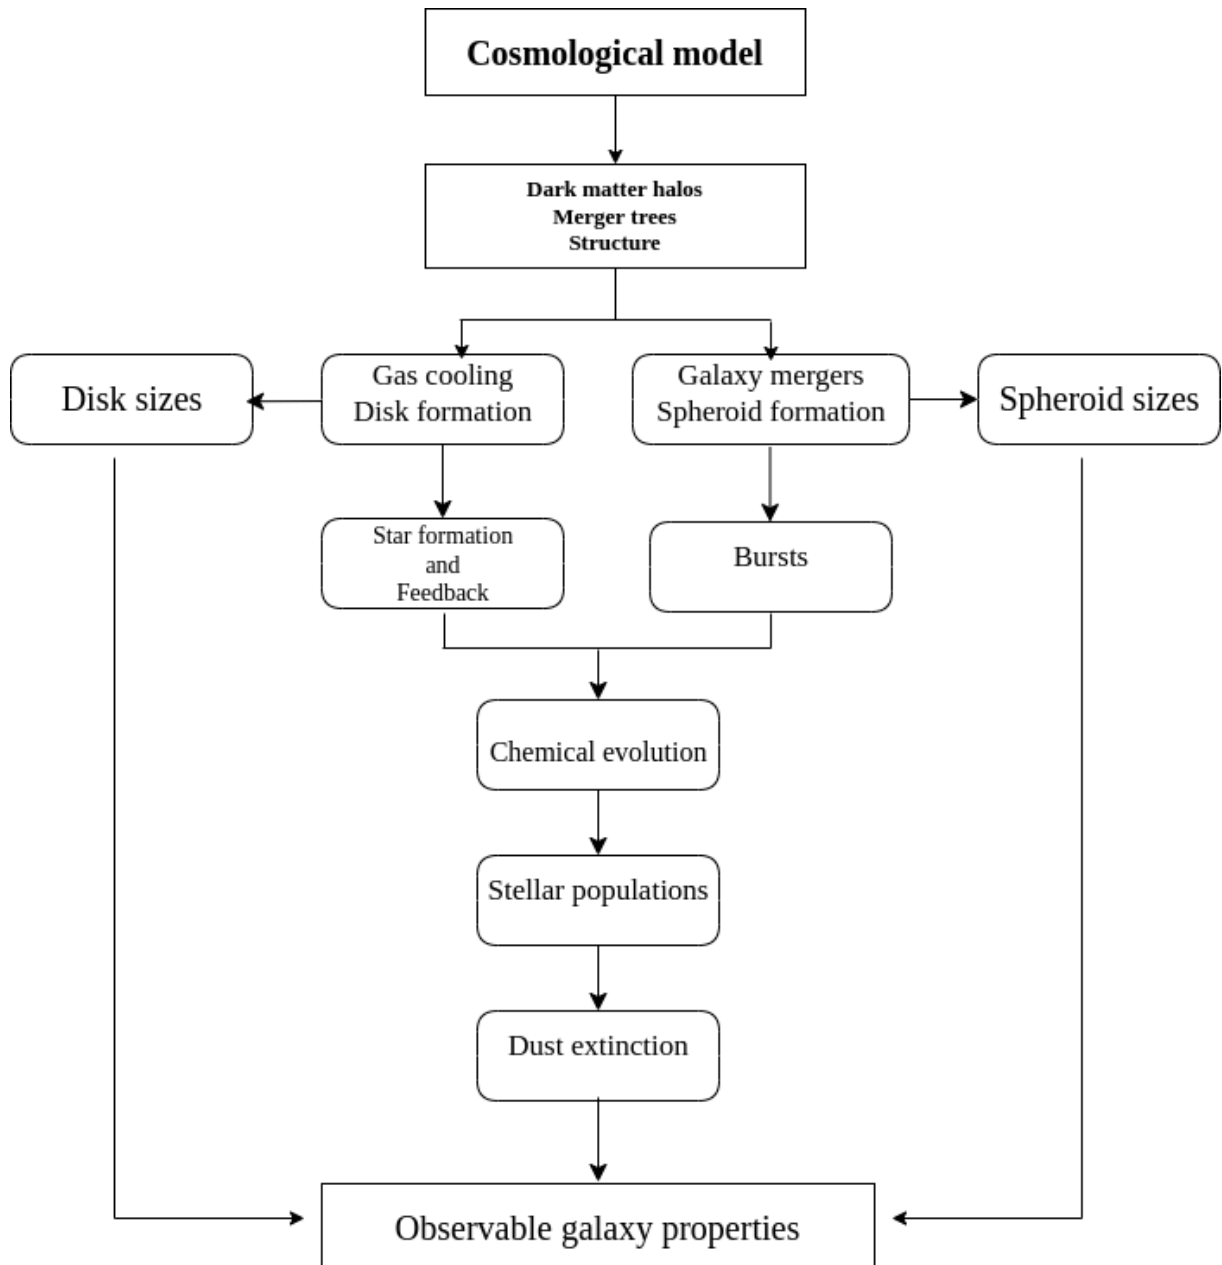 Cosmological model
Dark matter halos
Merger trees
Structure
Disk sizes
Gas cooling
Disk formation
Galaxy mergers
Spheroid formation
Spheroid sizes
Star formation
and
Feedback
Bursts
Chemical evolution
Stellar populations
Dust extinction
Observable galaxy properties